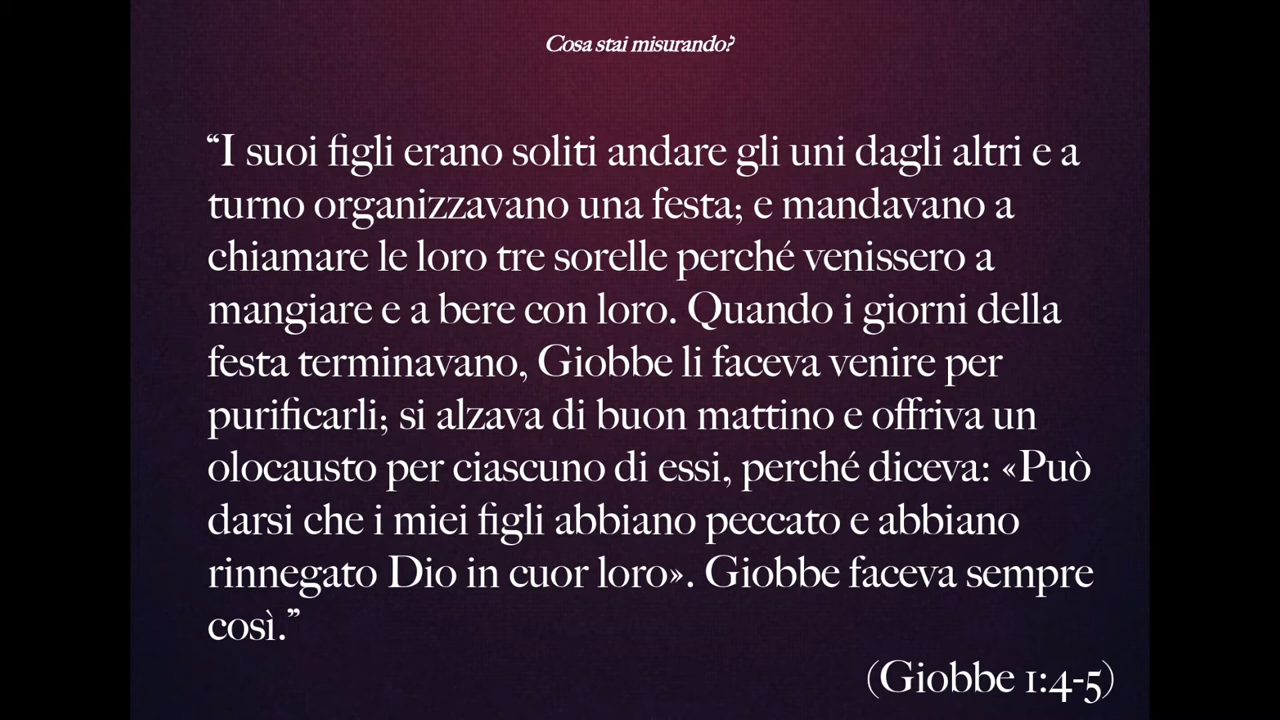 Cosa stai misurando?
“I suoi figli erano soliti andare gli uni dagli altri e a
turno organizzavano una festa; e mandavano a
chiamare le loro tre sorelle perché venissero a
mangiare e a bere con loro. Quando i giorni della
festa terminavano, Giobbe li faceva venire per
purificarli; si alzava di buon mattino e offriva un
olocausto per ciascuno di essi, perché diceva: «Può
darsi che i miei figli abbiano peccato e abbiano
rinnegato Dio in cuor loro». Giobbe faceva sempre
così.”
(Giobbe 1:4-5)